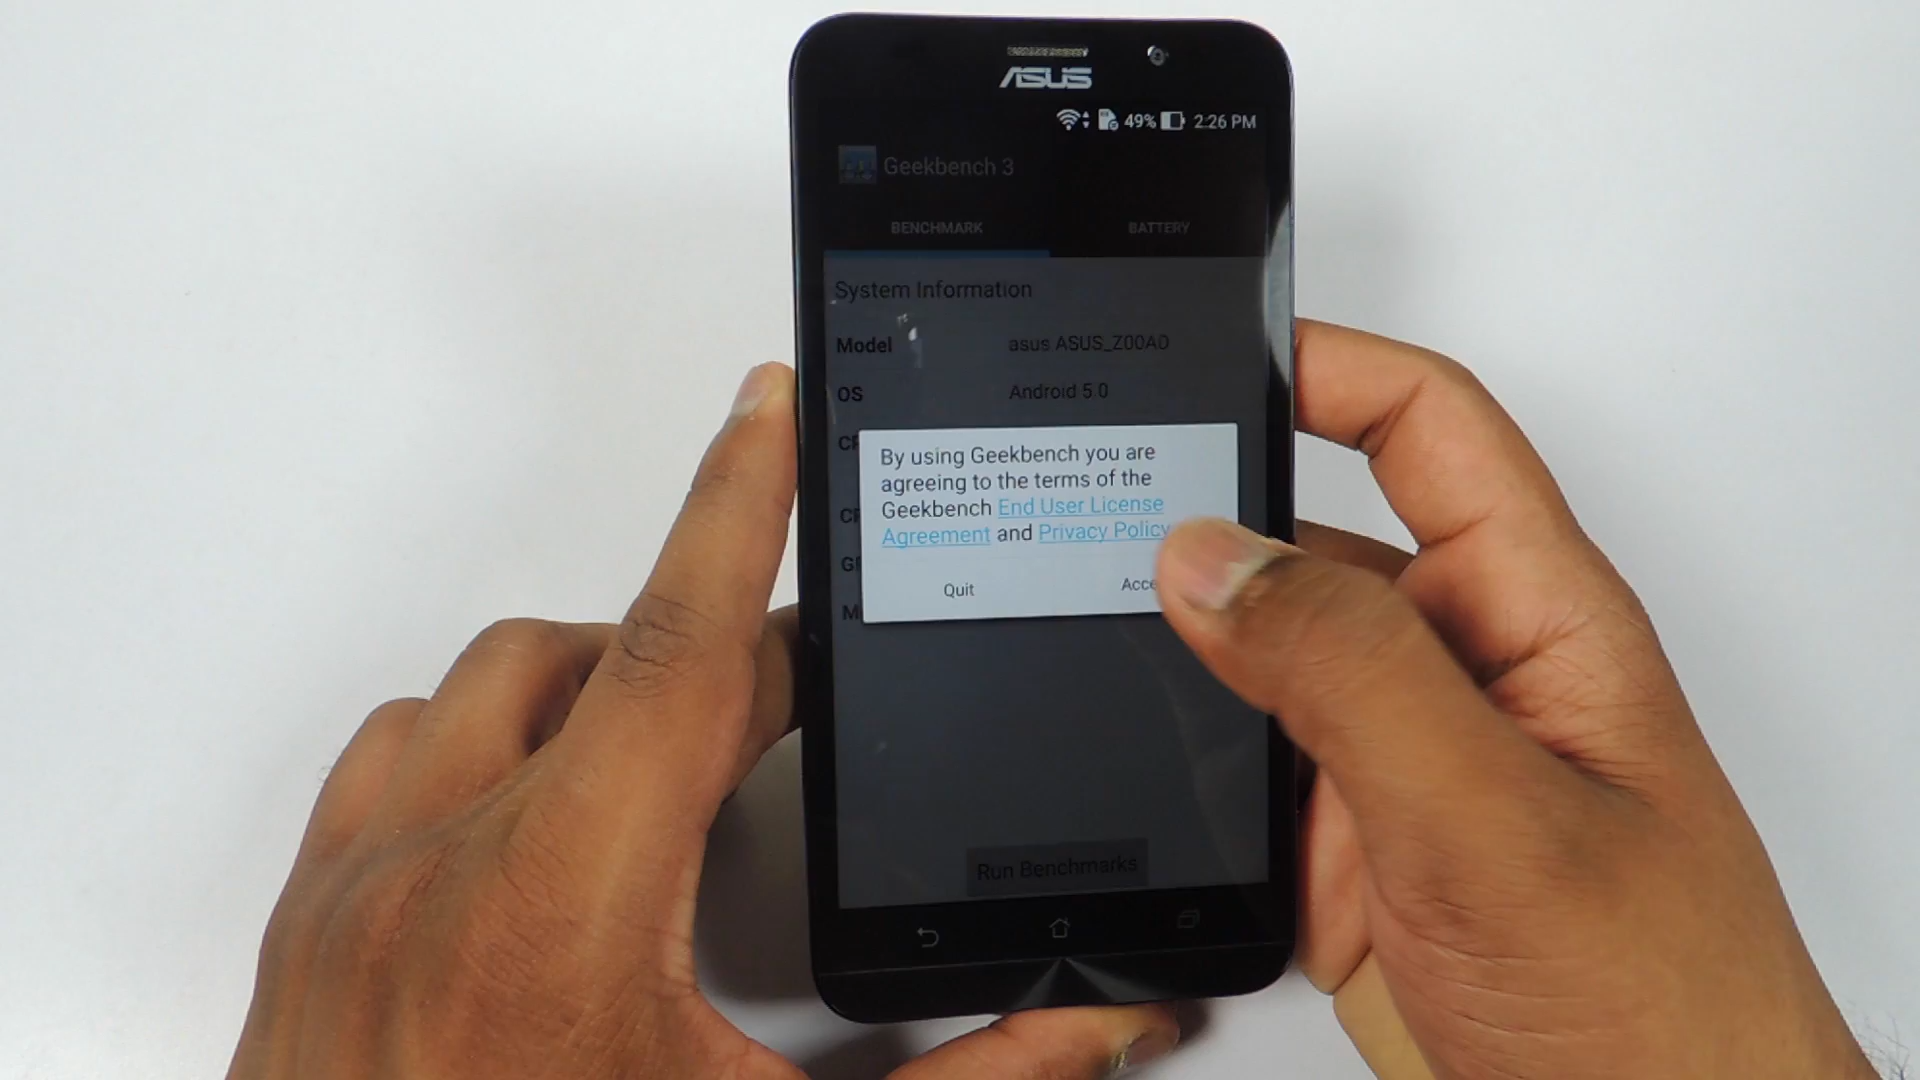 ASUS
49% 2:26 PM
Geekbench 3
BENCHMARK BATTERY
System Information
Model asus ASUS_Z00AD
OS Android 5.0
By using Geekbench you are
agreeing to the terms of the
Geekbench End User License
Agreement and Privacy Policy
Quit
Run Benchmarks